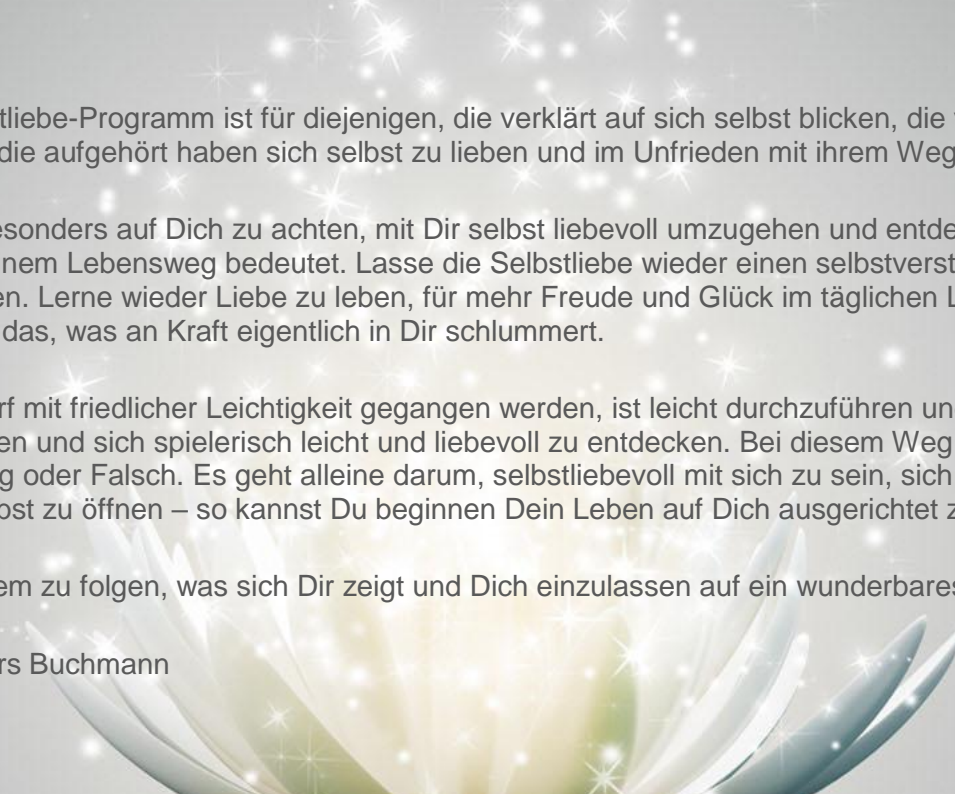 tliebe-Programm ist für diejenigen, die verklärt auf sich selbst blicken, die
die aufgehört haben sich selbst zu lieben und im Unfrieden mit ihrem Weg
esonders auf Dich zu achten, mit Dir selbst liebevoll umzugehen und entde
nem Lebensweg bedeutet. Lasse die Selbstliebe wieder einen selbstverst
en. Lerne wieder Liebe zu leben, für mehr Freude und Glück im täglichen L
das, was an Kraft eigentlich in Dir schlummert.
rf mit friedlicher Leichtigkeit gegangen werden, ist leicht durchzuführen un
en und sich spielerisch leicht und liebevoll zu entdecken. Bei diesem Weg
g oder Falsch. Es geht alleine darum, selbstliebevoll mit sich zu sein, sich
bst zu öffnen – so kannst Du beginnen Dein Leben auf Dich ausgerichtet z
em zu folgen, was sich Dir zeigt und Dich einzulassen auf ein wunderbares
rs Buchmann